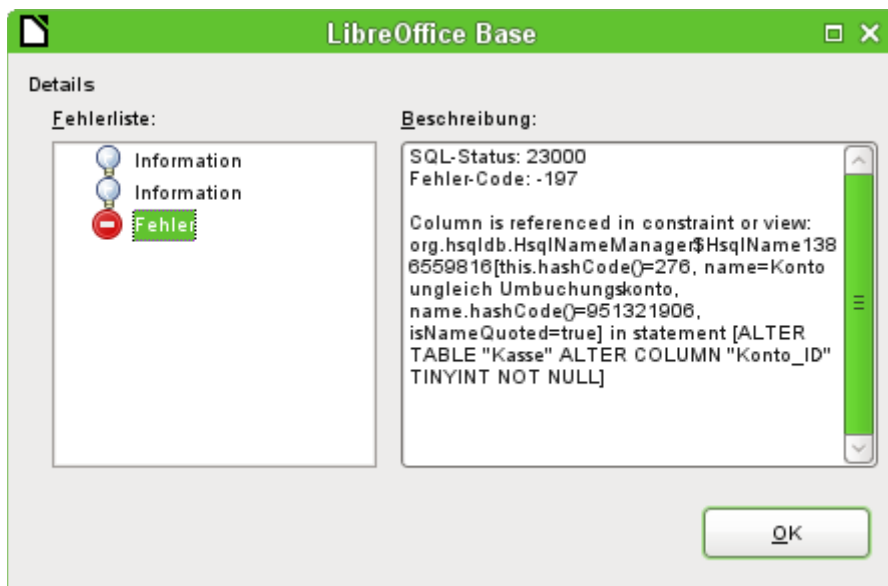 LibreOffice Base
Details
Fehlerliste:
Beschreibung:
Information
Information
Fehler
SQL-Status: 23000
Fehler-Code: -197
Column is referenced in constraint or view:
org.hsqldb.HsqlNameManager$HsqlName138
6559816[this.hashCode()=276, name=Konto
ungleich Umbuchungskonto,
name.hashCode()=951321906,
isNameQuoted=true] in statement [ALTER
TABLE "Kasse" ALTER COLUMN "Konto_ID"
TINYINT NOT NULL]
OK